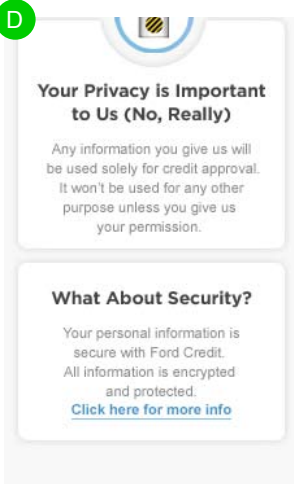 D
Your Privacy is Important
to Us (No, Really)
Any information you give us will
be used solely for credit approval.
It won't be used for any other
purpose unless you give us
your permission.
What About Security?
Your personal information is
secure with Ford Credit.
All information is encrypted
and protected.
Click here for more info